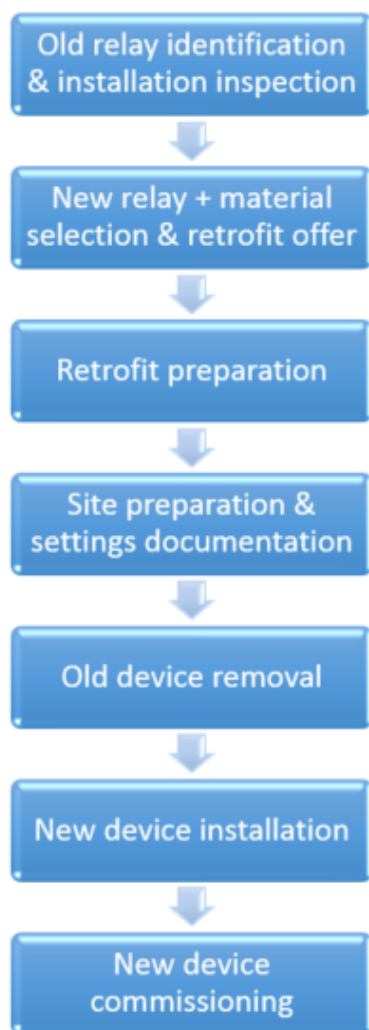 Old relay identification
& installation inspection
New relay + material
selection & retrofit offer
Retrofit preparation
Site preparation &
settings documentation
Old device removal
New device installation
New device
commissioning